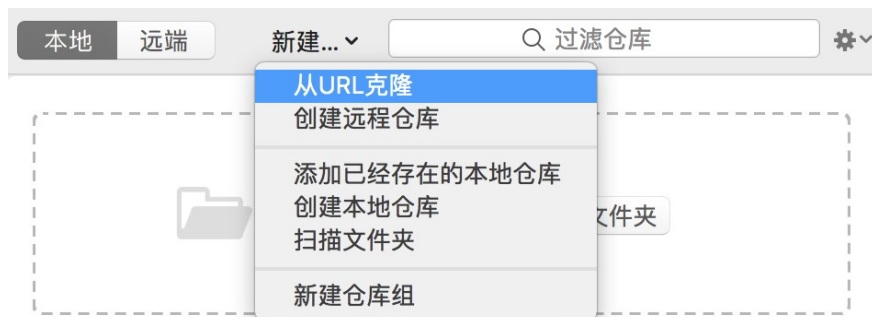 本地 远端 新建... 过滤仓库
从URL克隆
创建远程仓库
添加已经存在的本地仓库
创建本地仓库
文件夹
扫描文件夹
新建仓库组